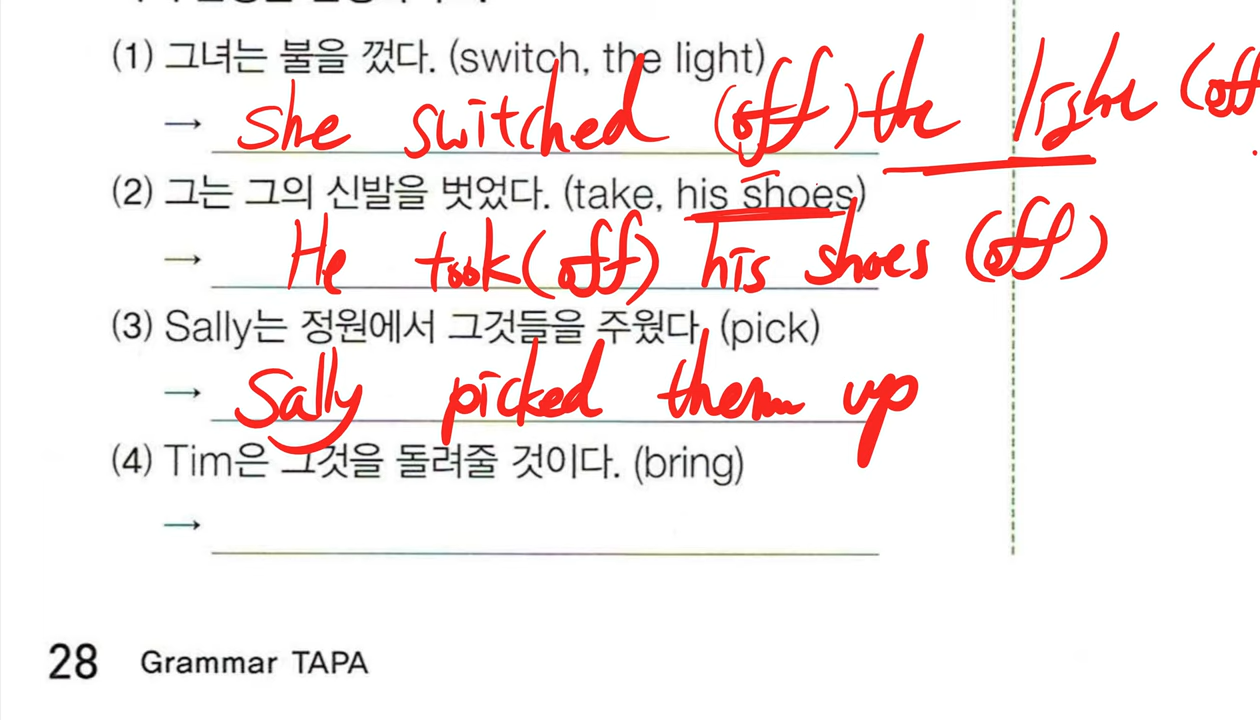 (1) 그녀는 불을 껐다. (switch, the light)
→ she switched (off) the light (off
(2) 그는 그의 신발을 벗었다. (take, his shoes)
→ He took (off) his shoes (off)
(3) Sally는 정원에서 그것들을 주웠다. (pick)
→ Sally picked them up
(4) Tim은 그것을 돌려줄 것이다. (bring)
→
28 Grammar TAPA